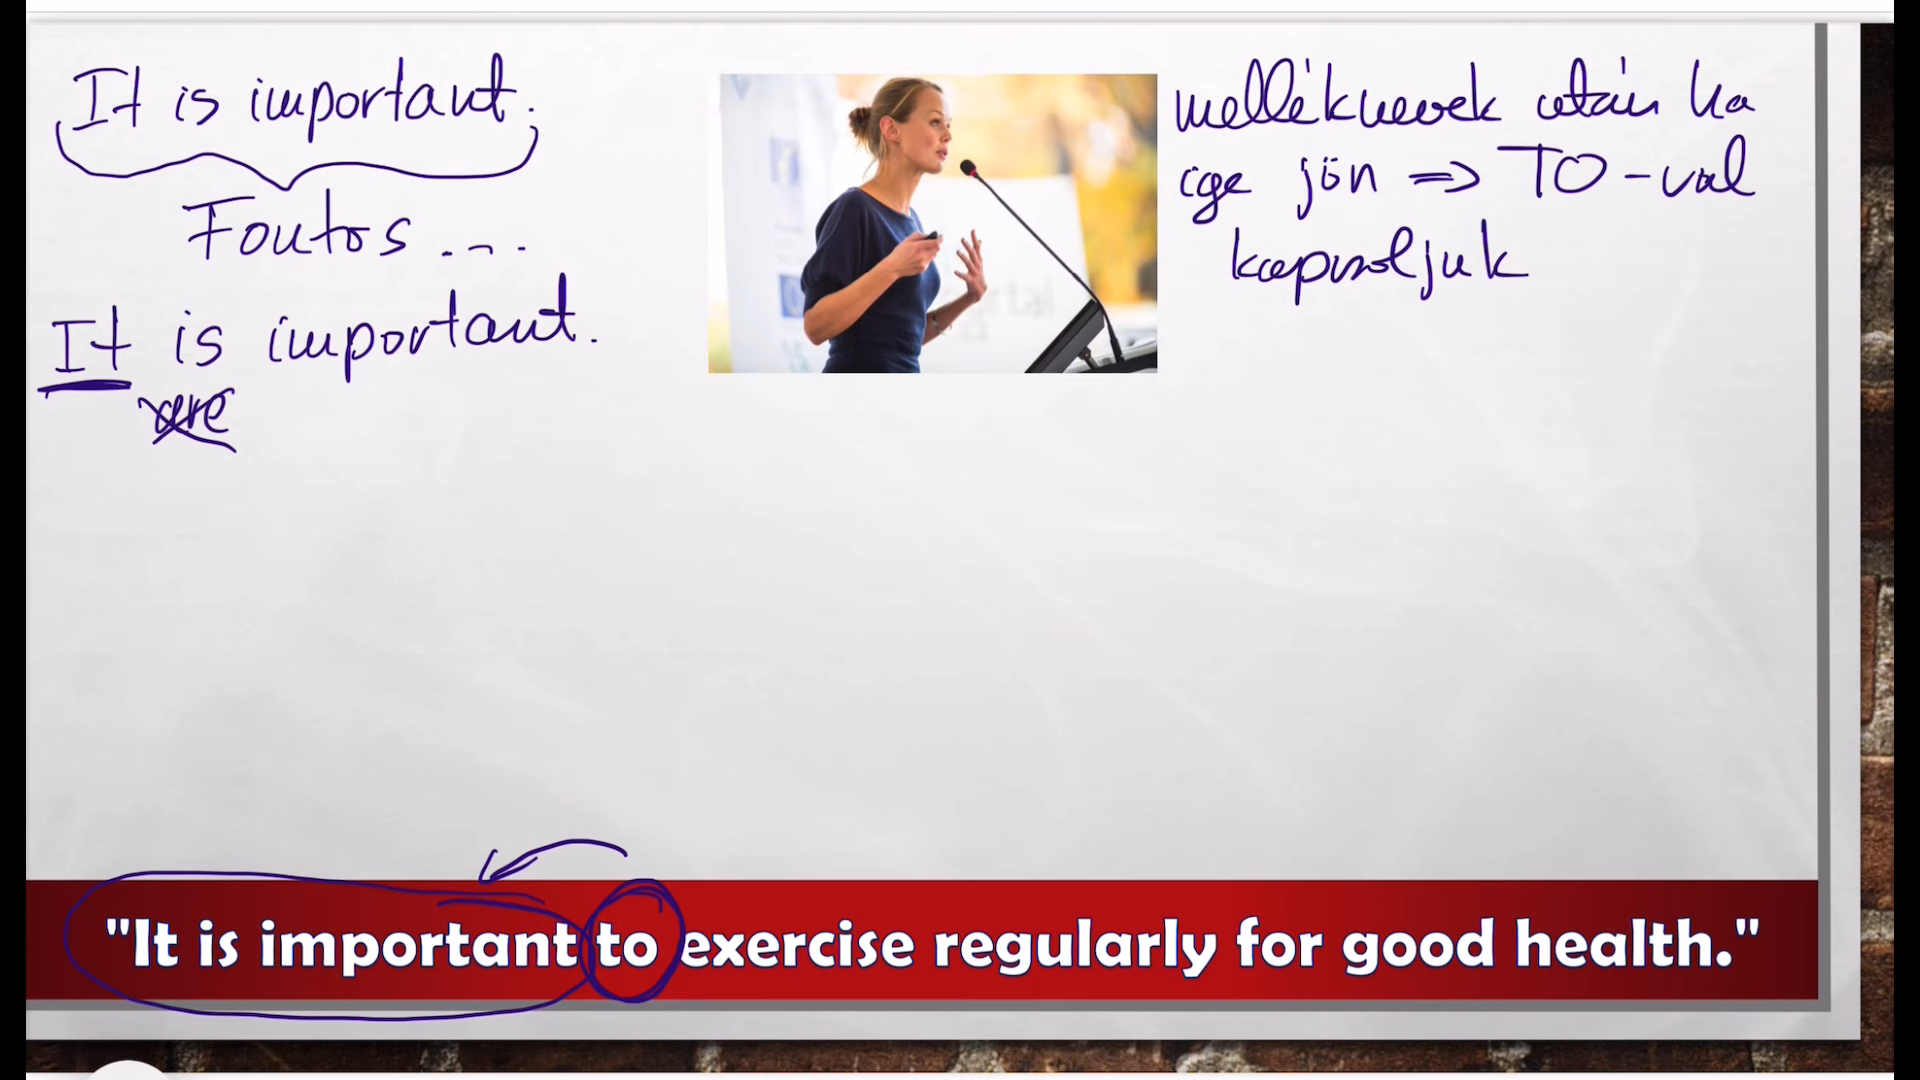 It is important.
Fontos ...
It is important.
are
melléknevek után ha
ige jön => TO-val
kapcsoljuk
"It is important to exercise regularly for good health."